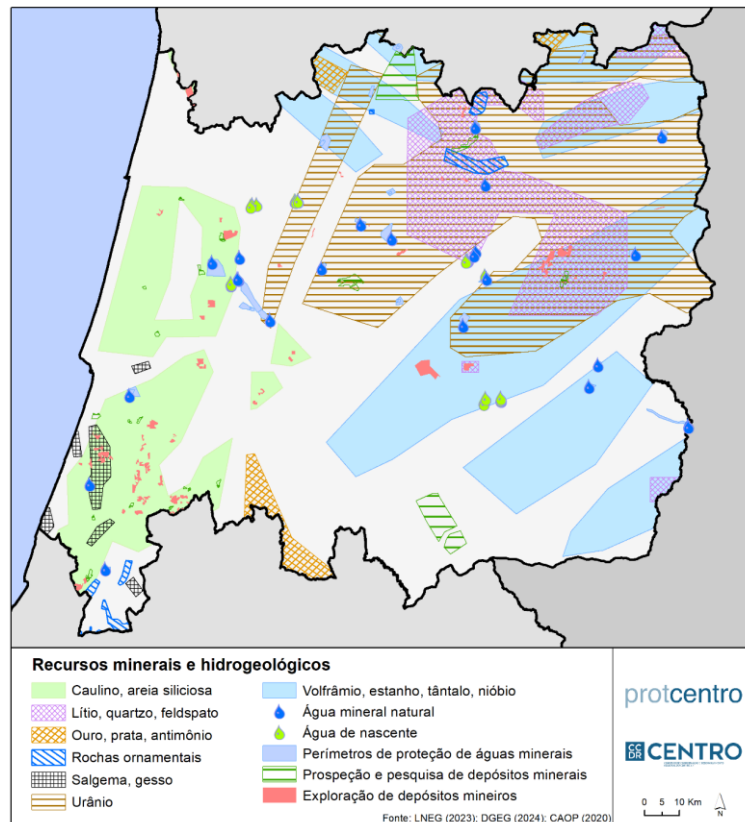 Recursos minerais e hidrogeológicos
Caulino, areia siliciosa
Lítio, quartzo, feldspato
Ouro, prata, antimônio
Rochas ornamentais
Salgema, gesso
Urânio
Volfrâmio, estanho, tântalo, nióbio
Água mineral natural
Água de nascente
Perímetros de proteção de águas minerais
Prospeção e pesquisa de depósitos minerais
Exploração de depósitos mineiros
Fonte: LNEG (2023); DGEG (2024); CAOP (2020)
protcentro
CCDR CENTRO
0 5 10 Km
N